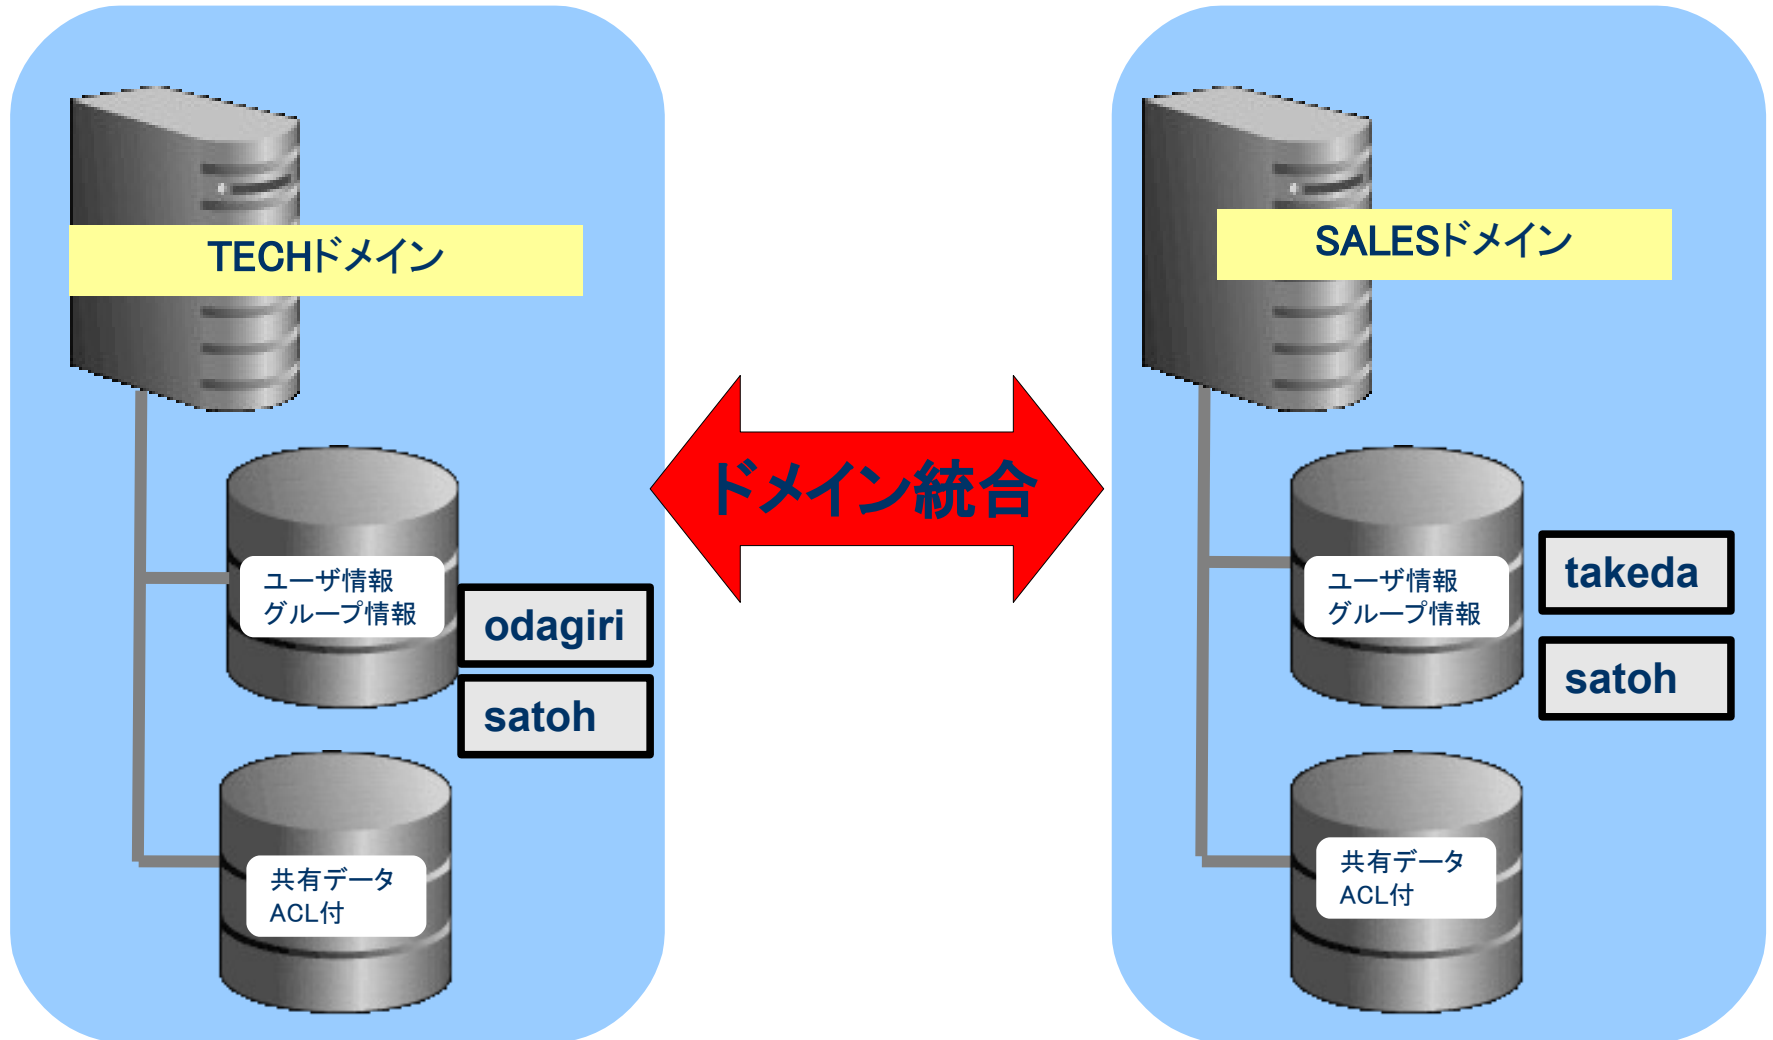 TECHドメイン
ユーザ情報
グループ情報
odagiri
satoh
共有データ
ACL付
ドメイン統合
SALESドメイン
ユーザ情報
グループ情報
takeda
satoh
共有データ
ACL付